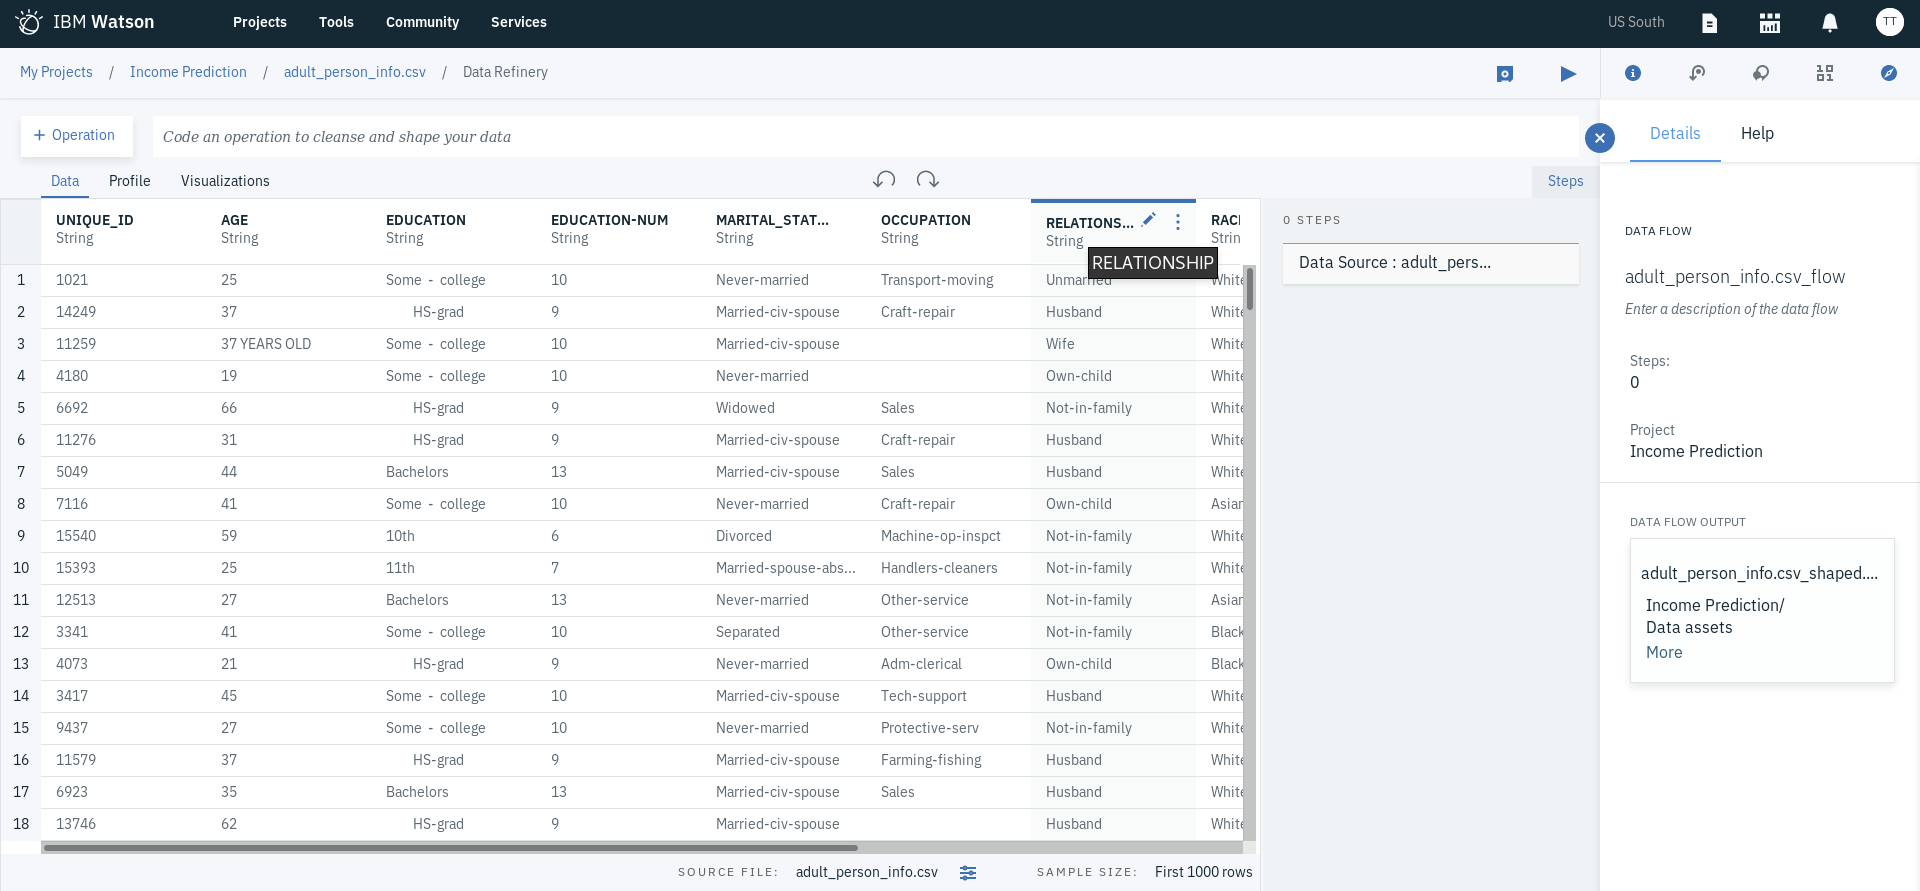 IBM Watson Projects Tools Community Services US South TT
My Projects / Income Prediction / adult_person_info.csv / Data Refinery
+ Operation Code an operation to cleanse and shape your data
Details Help
Data Profile Visualizations Steps
UNIQUE_ID AGE EDUCATION EDUCATION-NUM MARITAL_STAT... OCCUPATION RELATIONS...
String String String String String String String
RELATIONSHIP
1 1021 25 Some - college 10 Never-married Transport-moving Unmarried White
2 14249 37 HS-grad 9 Married-civ-spouse Craft-repair Husband White
3 11259 37 YEARS OLD Some - college 10 Married-civ-spouse Wife White
4 4180 19 Some - college 10 Never-married Own-child White
5 6692 66 HS-grad 9 Widowed Sales Not-in-family White
6 11276 31 HS-grad 9 Married-civ-spouse Craft-repair Husband White
7 5049 44 Bachelors 13 Married-civ-spouse Sales Husband White
8 7116 41 Some - college 10 Never-married Craft-repair Own-child Asian
9 15540 59 10th 6 Divorced Machine-op-inspct Not-in-family White
10 15393 25 11th 7 Married-spouse-abs... Handlers-cleaners Not-in-family White
11 12513 27 Bachelors 13 Never-married Other-service Not-in-family Asian
12 3341 41 Some - college 10 Separated Other-service Not-in-family Black
13 4073 21 HS-grad 9 Never-married Adm-clerical Own-child Black
14 3417 45 Some - college 10 Married-civ-spouse Tech-support Husband White
15 9437 27 Some - college 10 Never-married Protective-serv Not-in-family White
16 11579 37 HS-grad 9 Married-civ-spouse Farming-fishing Husband White
17 6923 35 Bachelors 13 Married-civ-spouse Sales Husband White
18 13746 62 HS-grad 9 Married-civ-spouse Husband White
SOURCE FILE: adult_person_info.csv SAMPLE SIZE: First 1000 rows
0 STEPS
Data Source : adult_pers...
DATA FLOW
adult_person_info.csv_flow
Enter a description of the data flow
Steps:
0
Project
Income Prediction
DATA FLOW OUTPUT
adult_person_info.csv_shaped....
Income Prediction/
Data assets
More